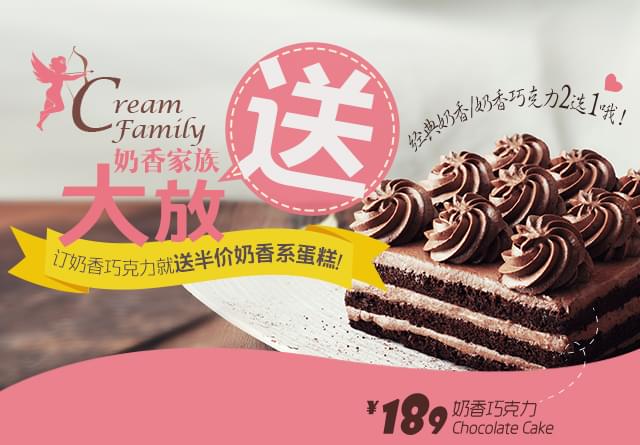 Cream
Family
奶香家族
大放
送
经典奶香/奶香巧克力2选1哦!
订奶香巧克力就送半价奶香系蛋糕!
¥189
奶香巧克力
Chocolate Cake